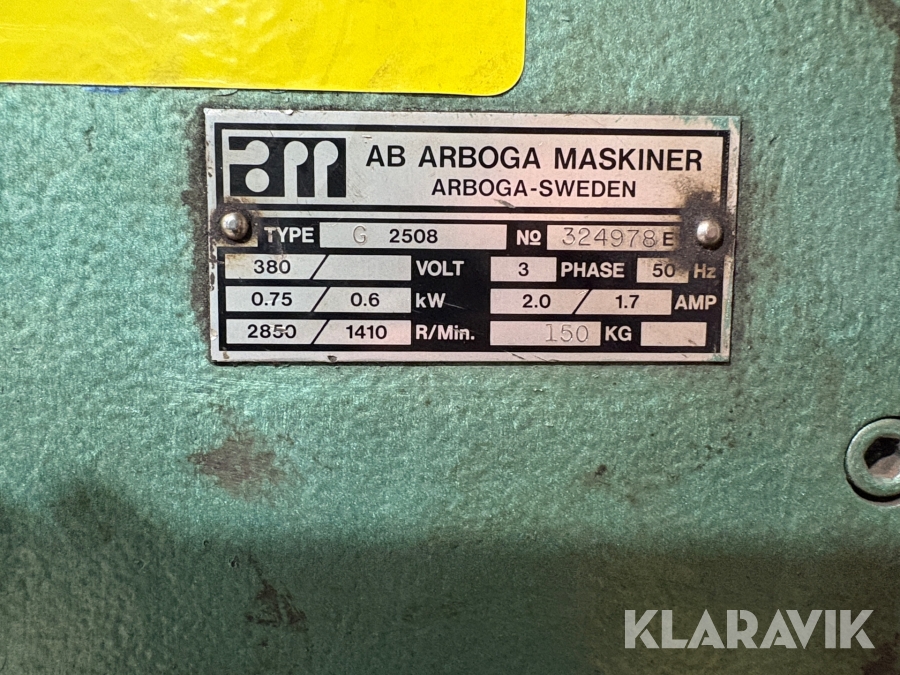 am
AB ARBOGA MASKINER
ARBOGA-SWEDEN
TYPE G 2508 No 324978 E
380 / VOLT 3 PHASE 50 Hz
0.75 / 0.6 kW 2.0 / 1.7 AMP
2850 / 1410 R/Min. 150 KG
KLARAVIK